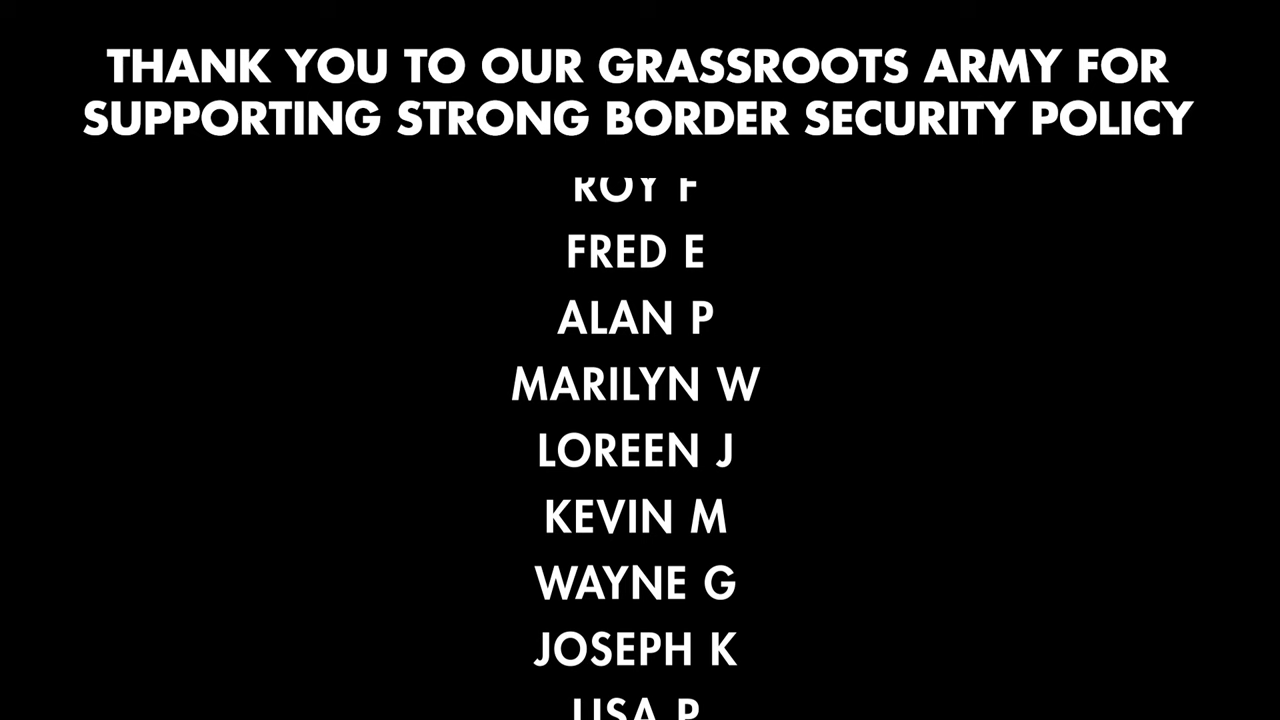 THANK YOU TO OUR GRASSROOTS ARMY FOR
SUPPORTING STRONG BORDER SECURITY POLICY
ROY F
FRED E
ALAN P
MARILYN W
LOREEN J
KEVIN M
WAYNE G
JOSEPH K
LISA P